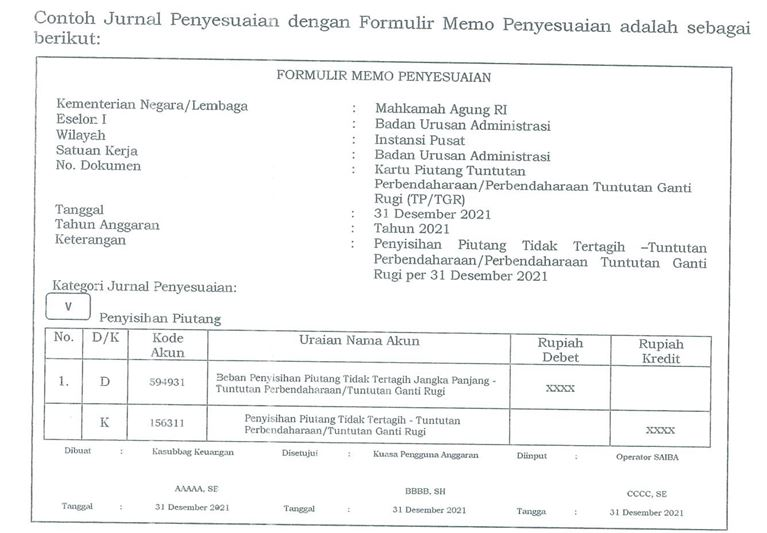 Contoh Jurnal Penyesuaian dengan Formulir Memo Penyesuaian adalah sebagai
berikut:
FORMULIR MEMO PENYESUAIAN
Kementerian Negara/Lembaga : Mahkamah Agung RI
Eselon I : Badan Urusan Administrasi
Wilayah : Instansi Pusat
Satuan Kerja : Badan Urusan Administrasi
No. Dokumen : Kartu Piutang Tuntutan
Perbendaharaan/Perbendaharaan Tuntutan Ganti
Rugi (TP/TGR)
Tanggal : 31 Desember 2021
Tahun Anggaran : Tahun 2021
Keterangan : Penyisihan Piutang Tidak Tertagih –Tuntutan
Perbendaharaan/Perbendaharaan Tuntutan Ganti
Rugi per 31 Desember 2021
Kategori Jurnal Penyesuaian:
V Penyisihan Piutang
No. D/K Kode Akun Uraian Nama Akun Rupiah Debet Rupiah Kredit
1. D 594931 Beban Penyisihan Piutang Tidak Tertagih Jangka Panjang -
Tuntutan Perbendaharaan/Tuntutan Ganti Rugi XXXX
K 156311 Penyisihan Piutang Tidak Tertagih - Tuntutan
Perbendaharaan/Tuntutan Ganti Rugi XXXX
Dibuat : Kasubbag Keuangan Disetujui : Kuasa Pengguna Anggaran Diinput : Operator SAIBA
AAAAA, SE BBBB, SH CCCC, SE
Tanggal : 31 Desember 2021 Tanggal : 31 Desember 2021 Tangga : 31 Desember 2021